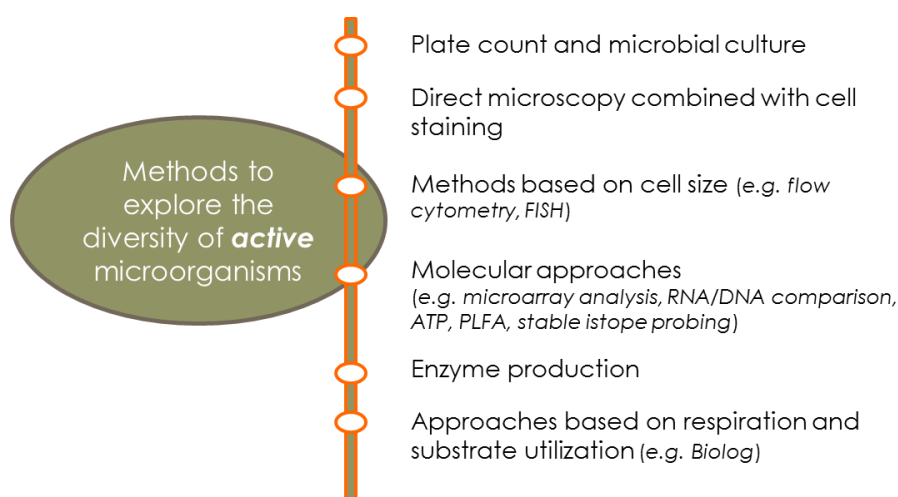 Methods to
explore the
diversity of active
microorganisms
Plate count and microbial culture
Direct microscopy combined with cell
staining
Methods based on cell size (e.g. flow
cytometry, FISH)
Molecular approaches
(e.g. microarray analysis, RNA/DNA comparison,
ATP, PLFA, stable istope probing)
Enzyme production
Approaches based on respiration and
substrate utilization (e.g. Biolog)